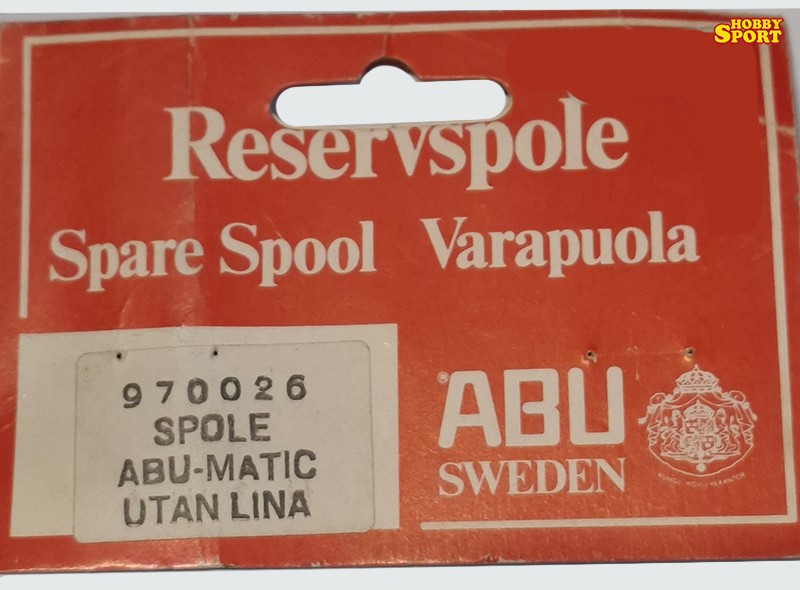 HOBBY
SPORT
Reservspole
Spare Spool Varapuola
970026
SPOLE
ABU-MATIC
UTAN LINA
®ABU
SWEDEN